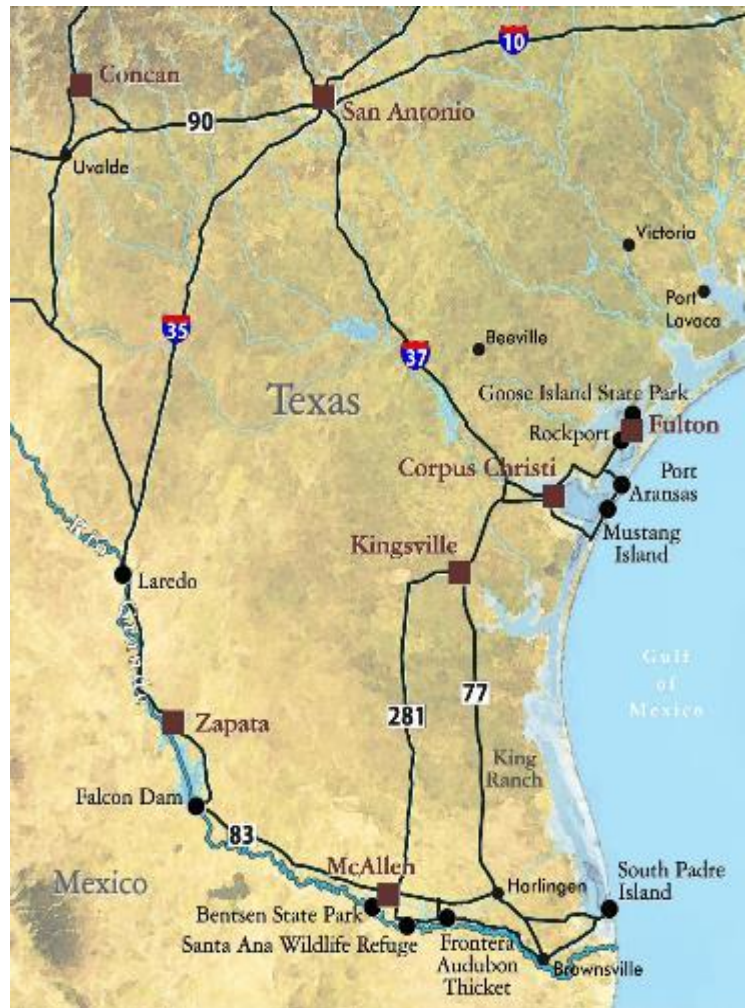 10
Concan
San Antonio
90
Uvalde
Victoria
Port
Lavaca
35
37
Beeville
Texas
Goose Island State Park
Fulton
Rockport
Corpus Christi
Port
Aransas
Mustang
Island
Kingsville
Rio
Laredo
Gulf
of
Mexico
77
281
Zapata
King
Ranch
Falcon Dam
83
McAllen
Mexico
Harlingen
South Padre
Island
Bentsen State Park
Santa Ana Wildlife Refuge
Frontera
Audubon
Thicket
Brownsville